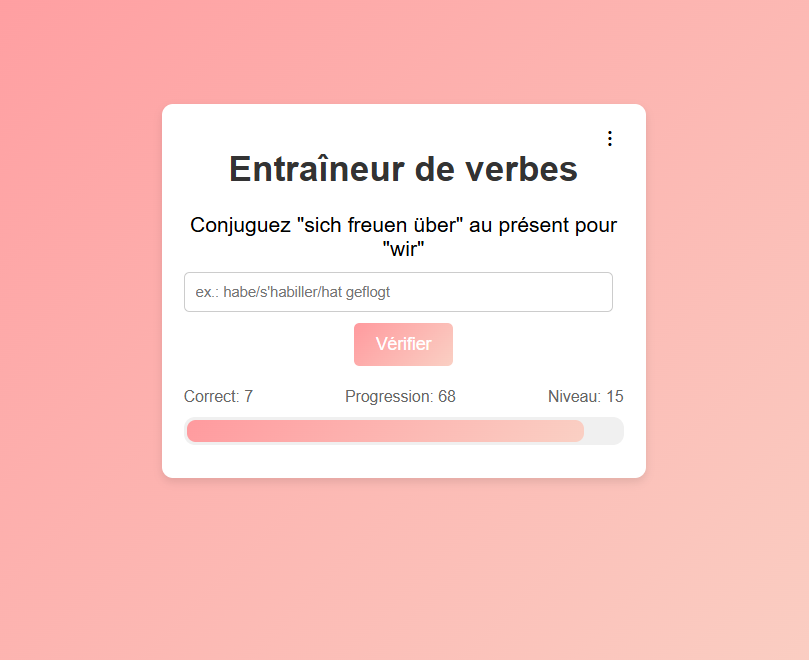 Entraîneur de verbes
Conjuguez "sich freuen über" au présent pour
"wir"
ex.: habe/s'habiller/hat geflogt
Vérifier
Correct: 7 Progression: 68 Niveau: 15